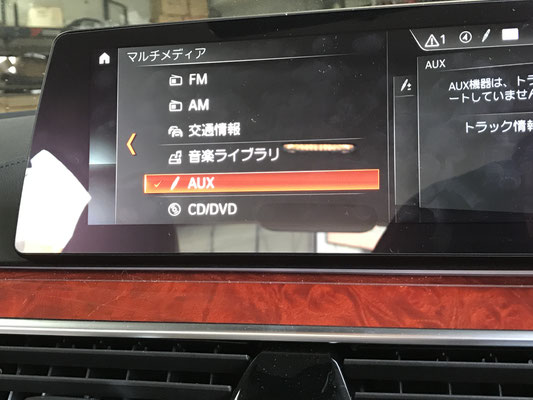 マルチメディア
FM
AM
交通情報
音楽ライブラリ
AUX
CD/DVD
1 4
AUX
AUX機器は、トラ
ートしていません
トラック情報